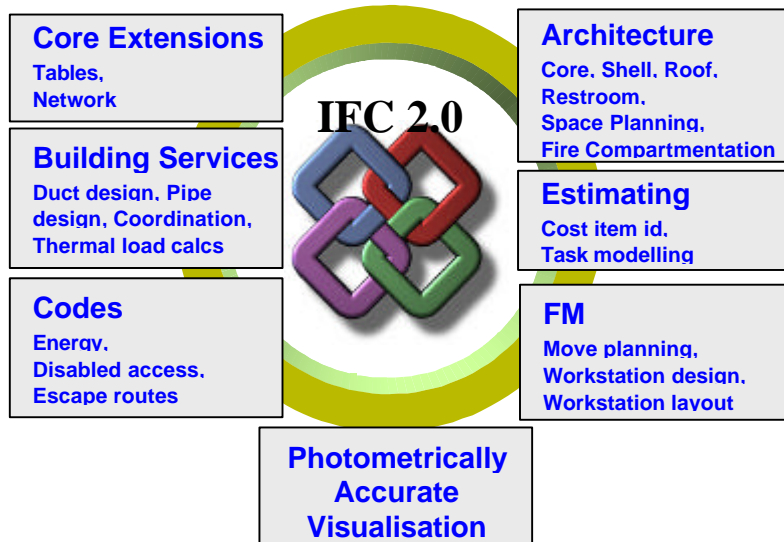 Core Extensions
Tables,
Network
IFC 2.0
Building Services
Duct design, Pipe
design, Coordination,
Thermal load calcs
Codes
Energy,
Disabled access,
Escape routes
Architecture
Core, Shell, Roof,
Restroom,
Space Planning,
Fire Compartmentation
Estimating
Cost item id,
Task modelling
FM
Move planning,
Workstation design,
Workstation layout
Photometrically
Accurate
Visualisation